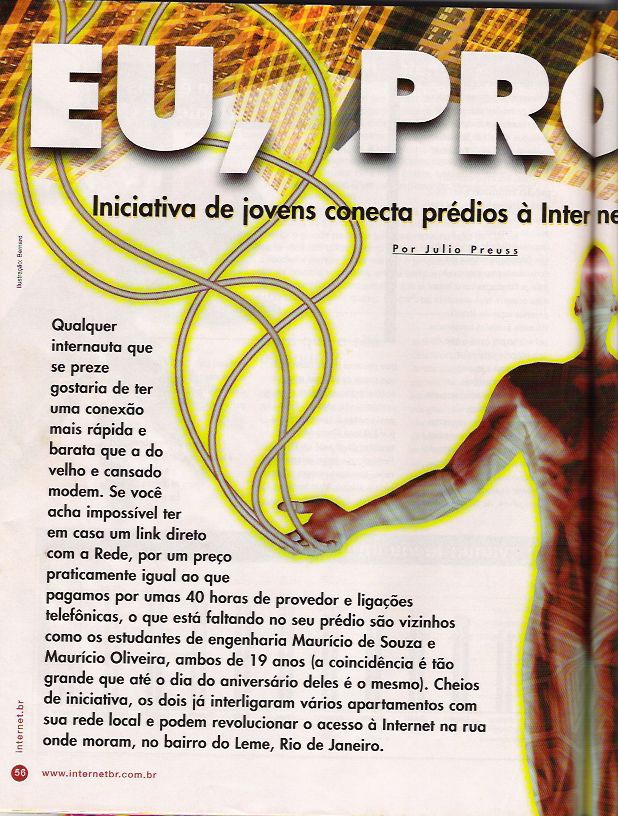 EU, PRO
Iniciativa de jovens conecta prédios à Interne
Por Julio Preuss
Ilustração: Bernard
Qualquer
internauta que
se preze
gostaria de ter
uma conexão
mais rápida e
barata que a do
velho e cansado
modem. Se você
acha impossível ter
em casa um link direto
com a Rede, por um preço
praticamente igual ao que
pagamos por umas 40 horas de provedor e ligações
telefônicas, o que está faltando no seu prédio são vizinhos
como os estudantes de engenharia Maurício de Souza e
Maurício Oliveira, ambos de 19 anos (a coincidência é tão
grande que até o dia do aniversário deles é o mesmo). Cheios
de iniciativa, os dois já interligaram vários apartamentos com
sua rede local e podem revolucionar o acesso à Internet na rua
onde moram, no bairro do Leme, Rio de Janeiro.
internet.br
56 www.internetbr.com.br